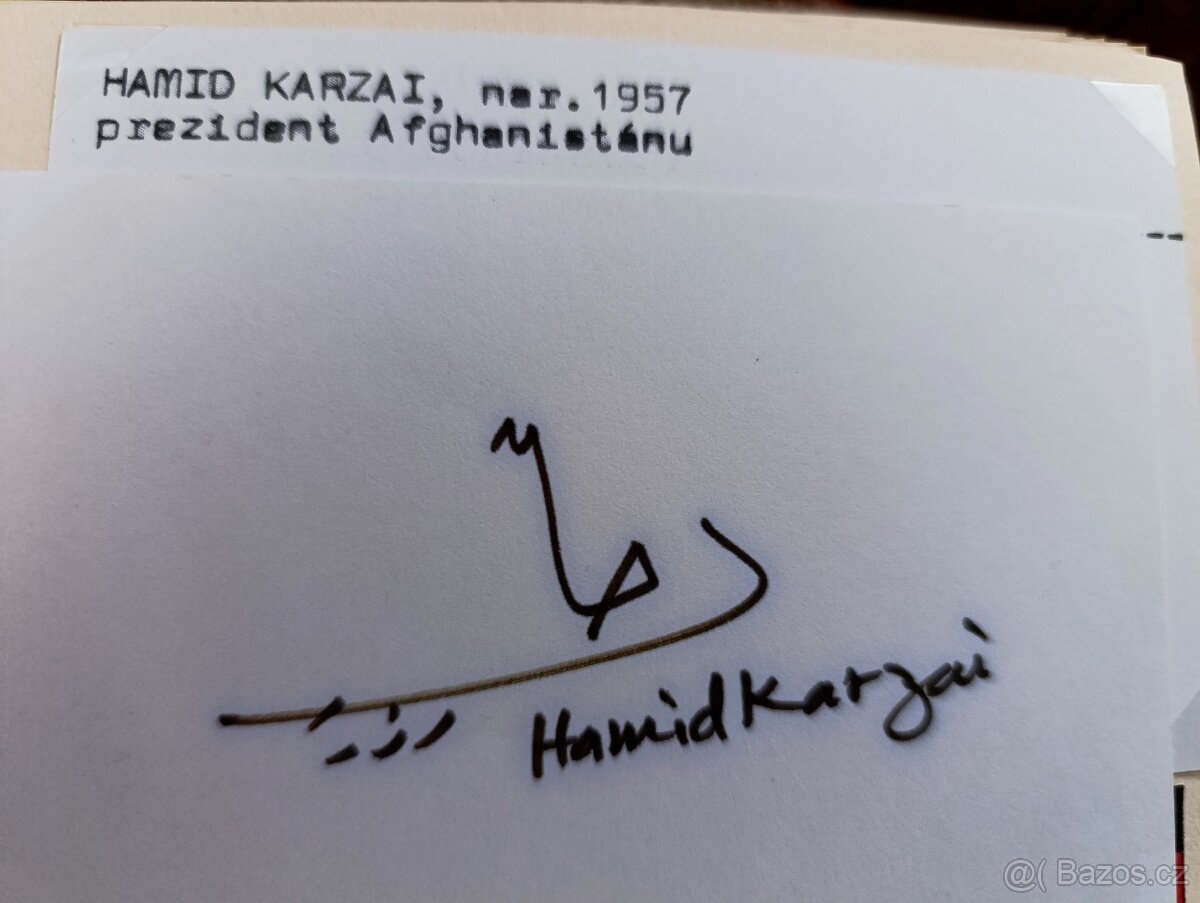 HAMID KARZAI, nar.1957
prezident Afghanistánu
--
Hamid Karzai
@( Bazos.cz